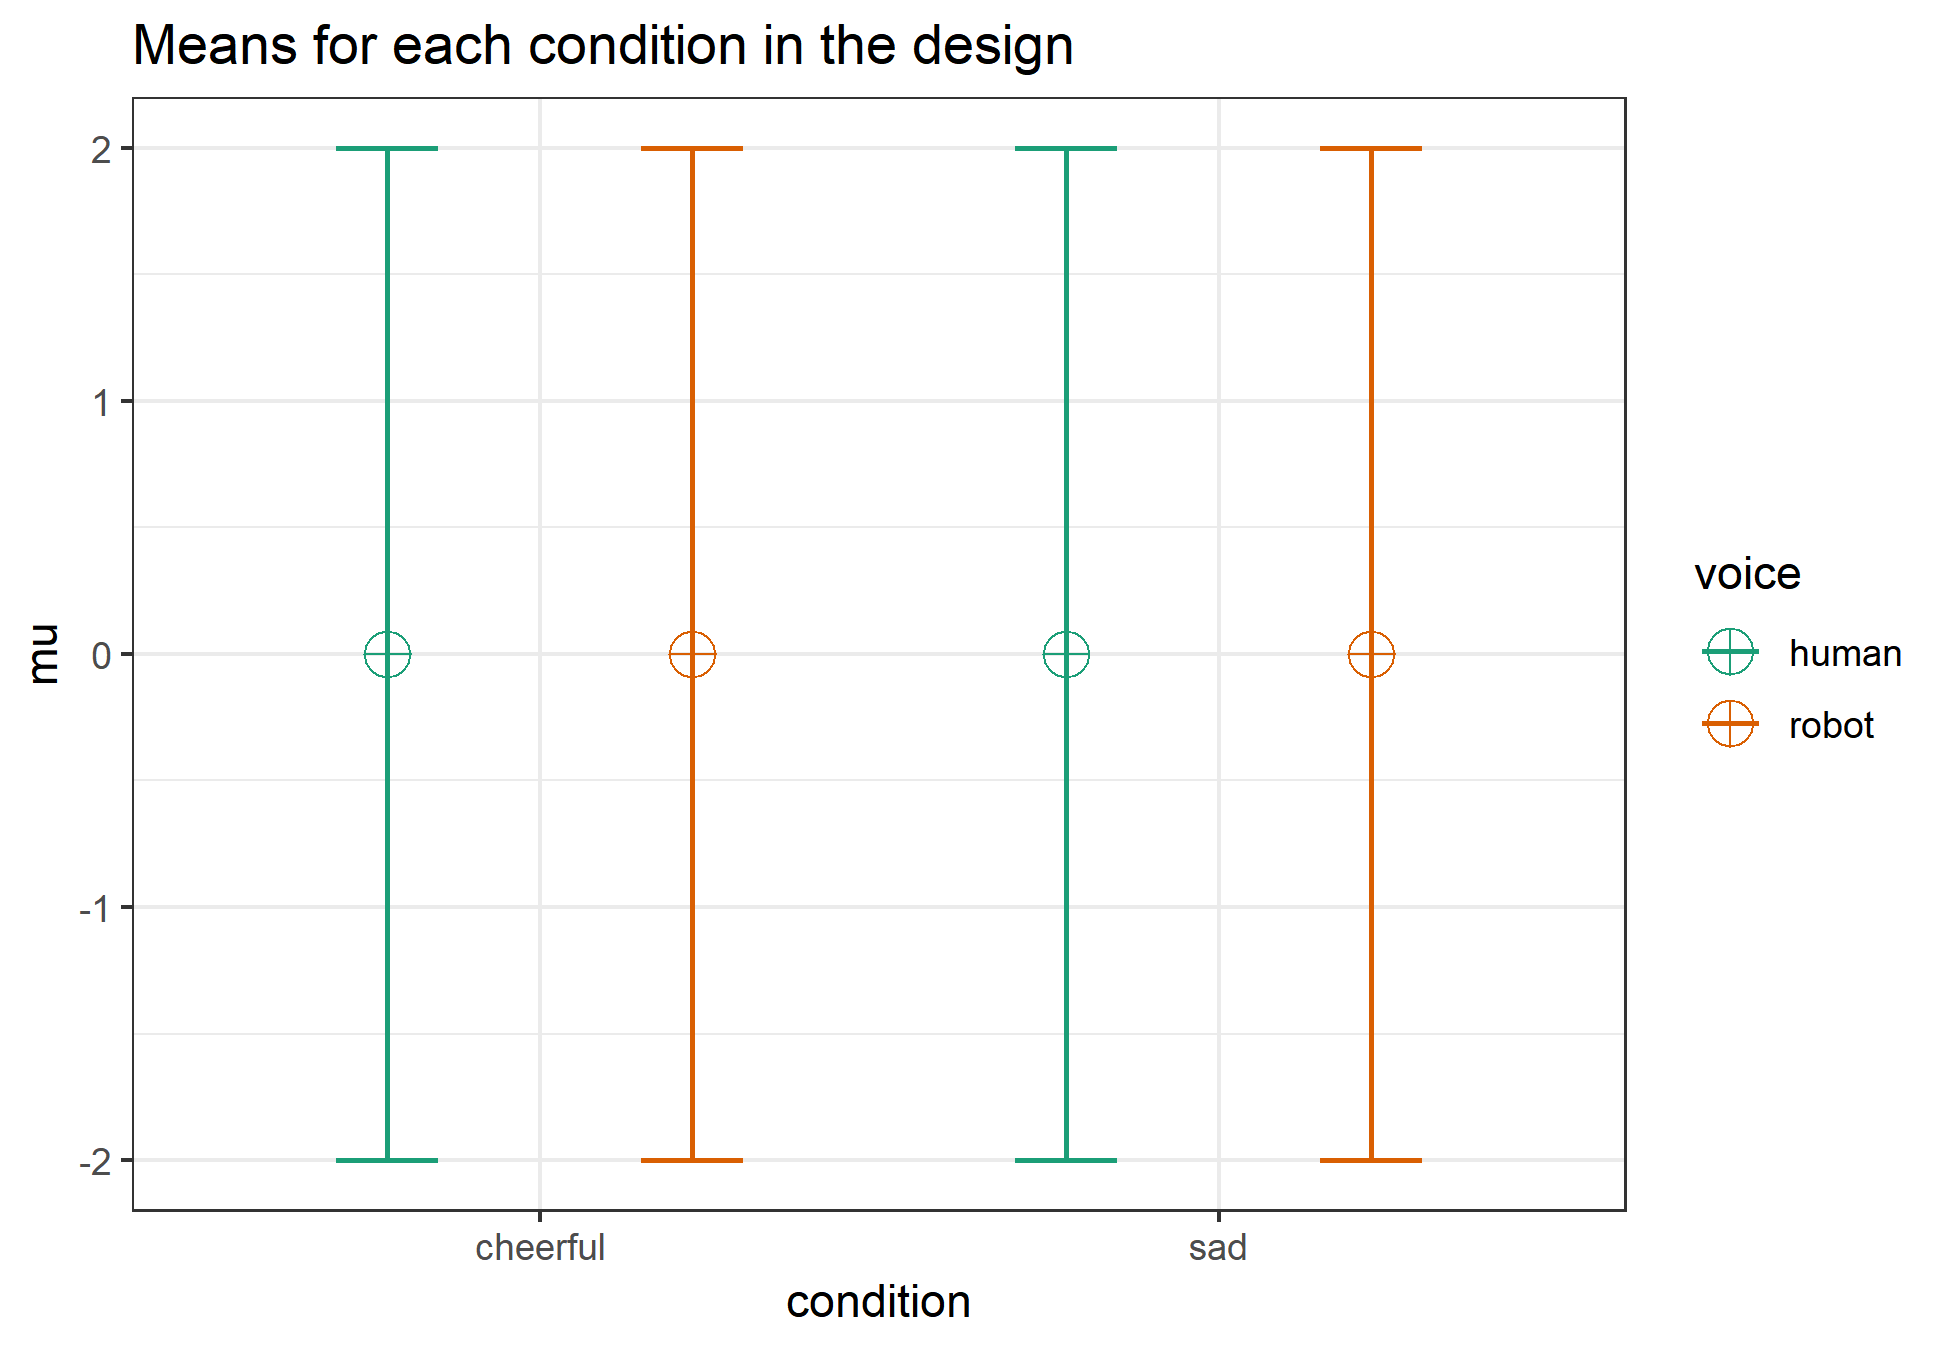 Means for each condition in the design
2
1
0
-1
-2
mu
cheerful
sad
condition
voice
human
robot